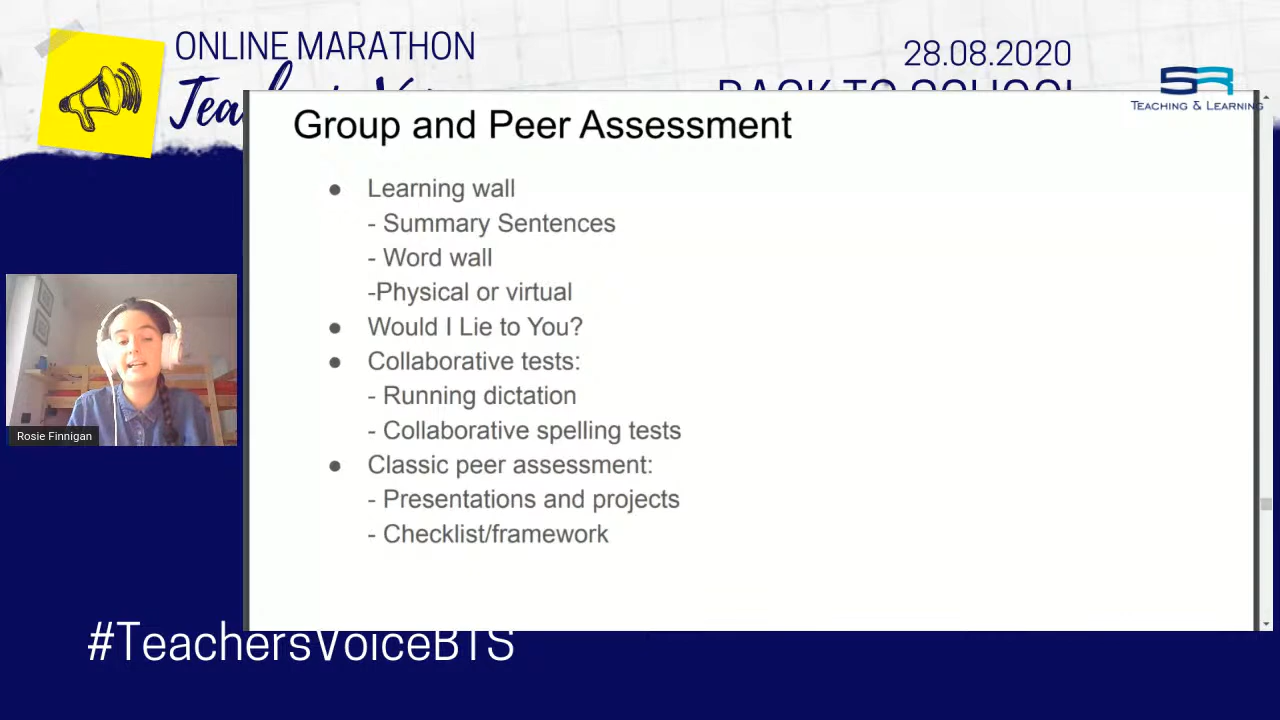 ONLINE MARATHON
28.08.2020
BACK TO SCHOOL
SR
TEACHING & LEARNING
Group and Peer Assessment
● Learning wall
- Summary Sentences
- Word wall
-Physical or virtual
● Would I Lie to You?
● Collaborative tests:
- Running dictation
- Collaborative spelling tests
● Classic peer assessment:
- Presentations and projects
- Checklist/framework
Rosie Finnigan
#TeachersVoiceBTS